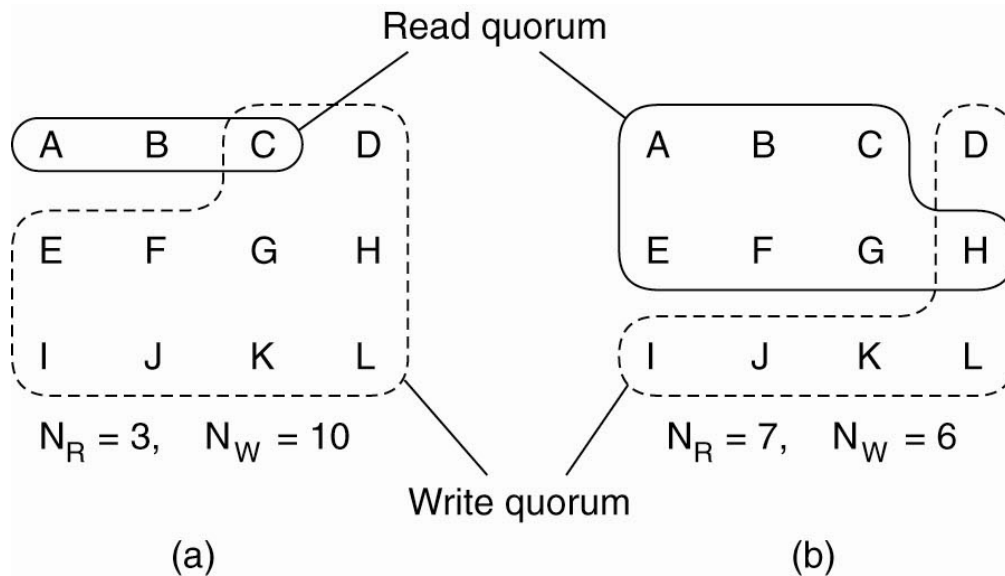 Read quorum
A B C D
E F G H
I J K L
N_R = 3, N_W = 10
(a)
A B C D
E F G H
I J K L
N_R = 7, N_W = 6
(b)
Write quorum